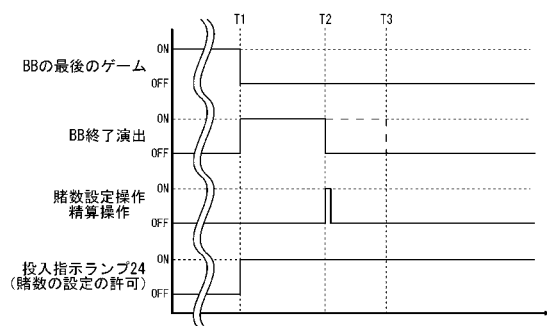 T1 T2 T3
BBの最後のゲーム
ON
OFF
BB終了演出
ON
OFF
賭数設定操作
精算操作
ON
OFF
投入指示ランプ24
(賭数の設定の許可)
ON
OFF